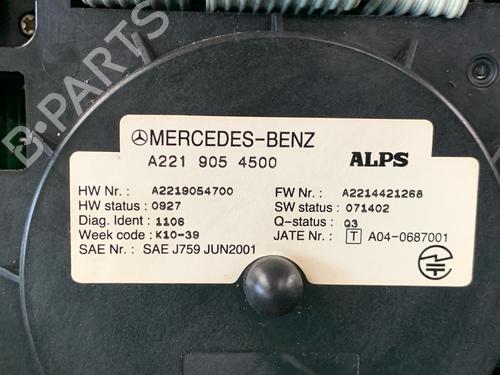 MERCEDES-BENZ
A221 905 4500 ALPS
HW Nr. : A2219054700 FW Nr. : A2214421268
HW status : 0927 SW status : 071402
Diag. Ident : 1106 Q-status : Q3
Week code : K10-39 JATE Nr. : T A04-0687001
SAE Nr. : SAE J759 JUN2001
B-PARTS